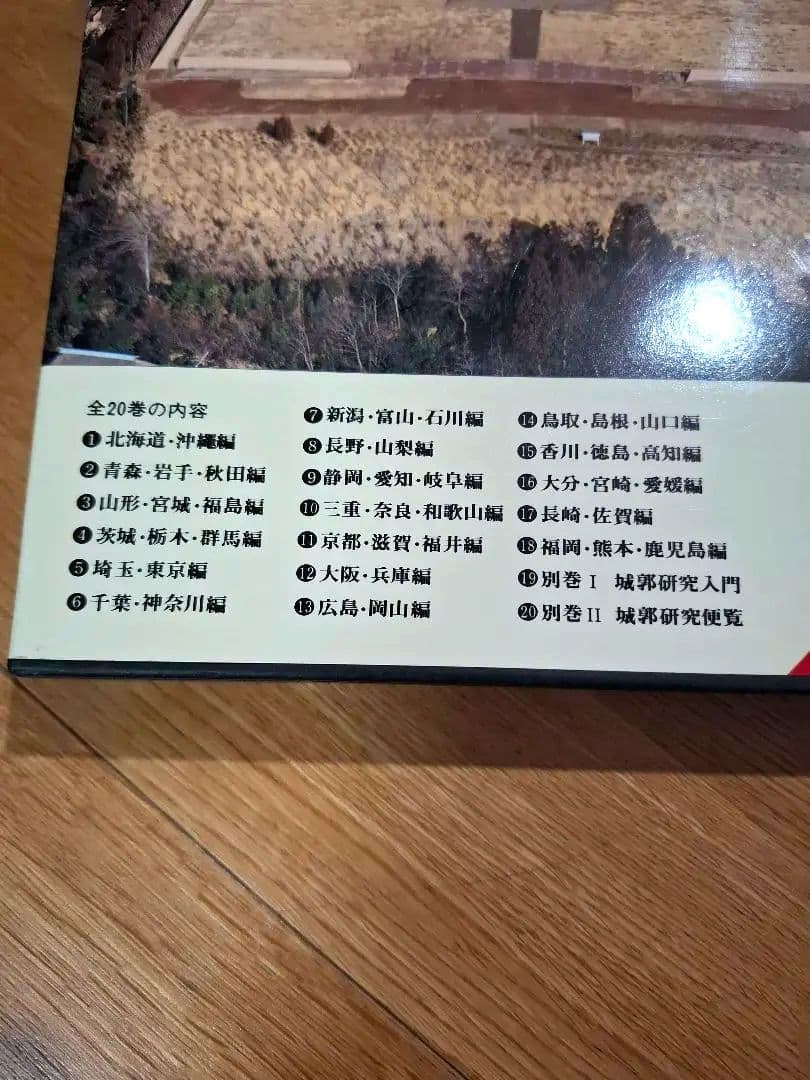 全20巻の内容
❶北海道・沖縄編
❷青森・岩手・秋田編
❸山形・宮城・福島編
❹茨城・栃木・群馬編
❺埼玉・東京編
❻千葉・神奈川編
❼新潟・富山・石川編
❽長野・山梨編
❾静岡・愛知・岐阜編
❿三重・奈良・和歌山編
⓫京都・滋賀・福井編
⓬大阪・兵庫編
⓭広島・岡山編
⓮鳥取・島根・山口編
⓯香川・徳島・高知編
⓰大分・宮崎・愛媛編
⓱長崎・佐賀編
⓲福岡・熊本・鹿児島編
⓳別巻Ⅰ 城郭研究入門
⓴別巻Ⅱ 城郭研究便覧